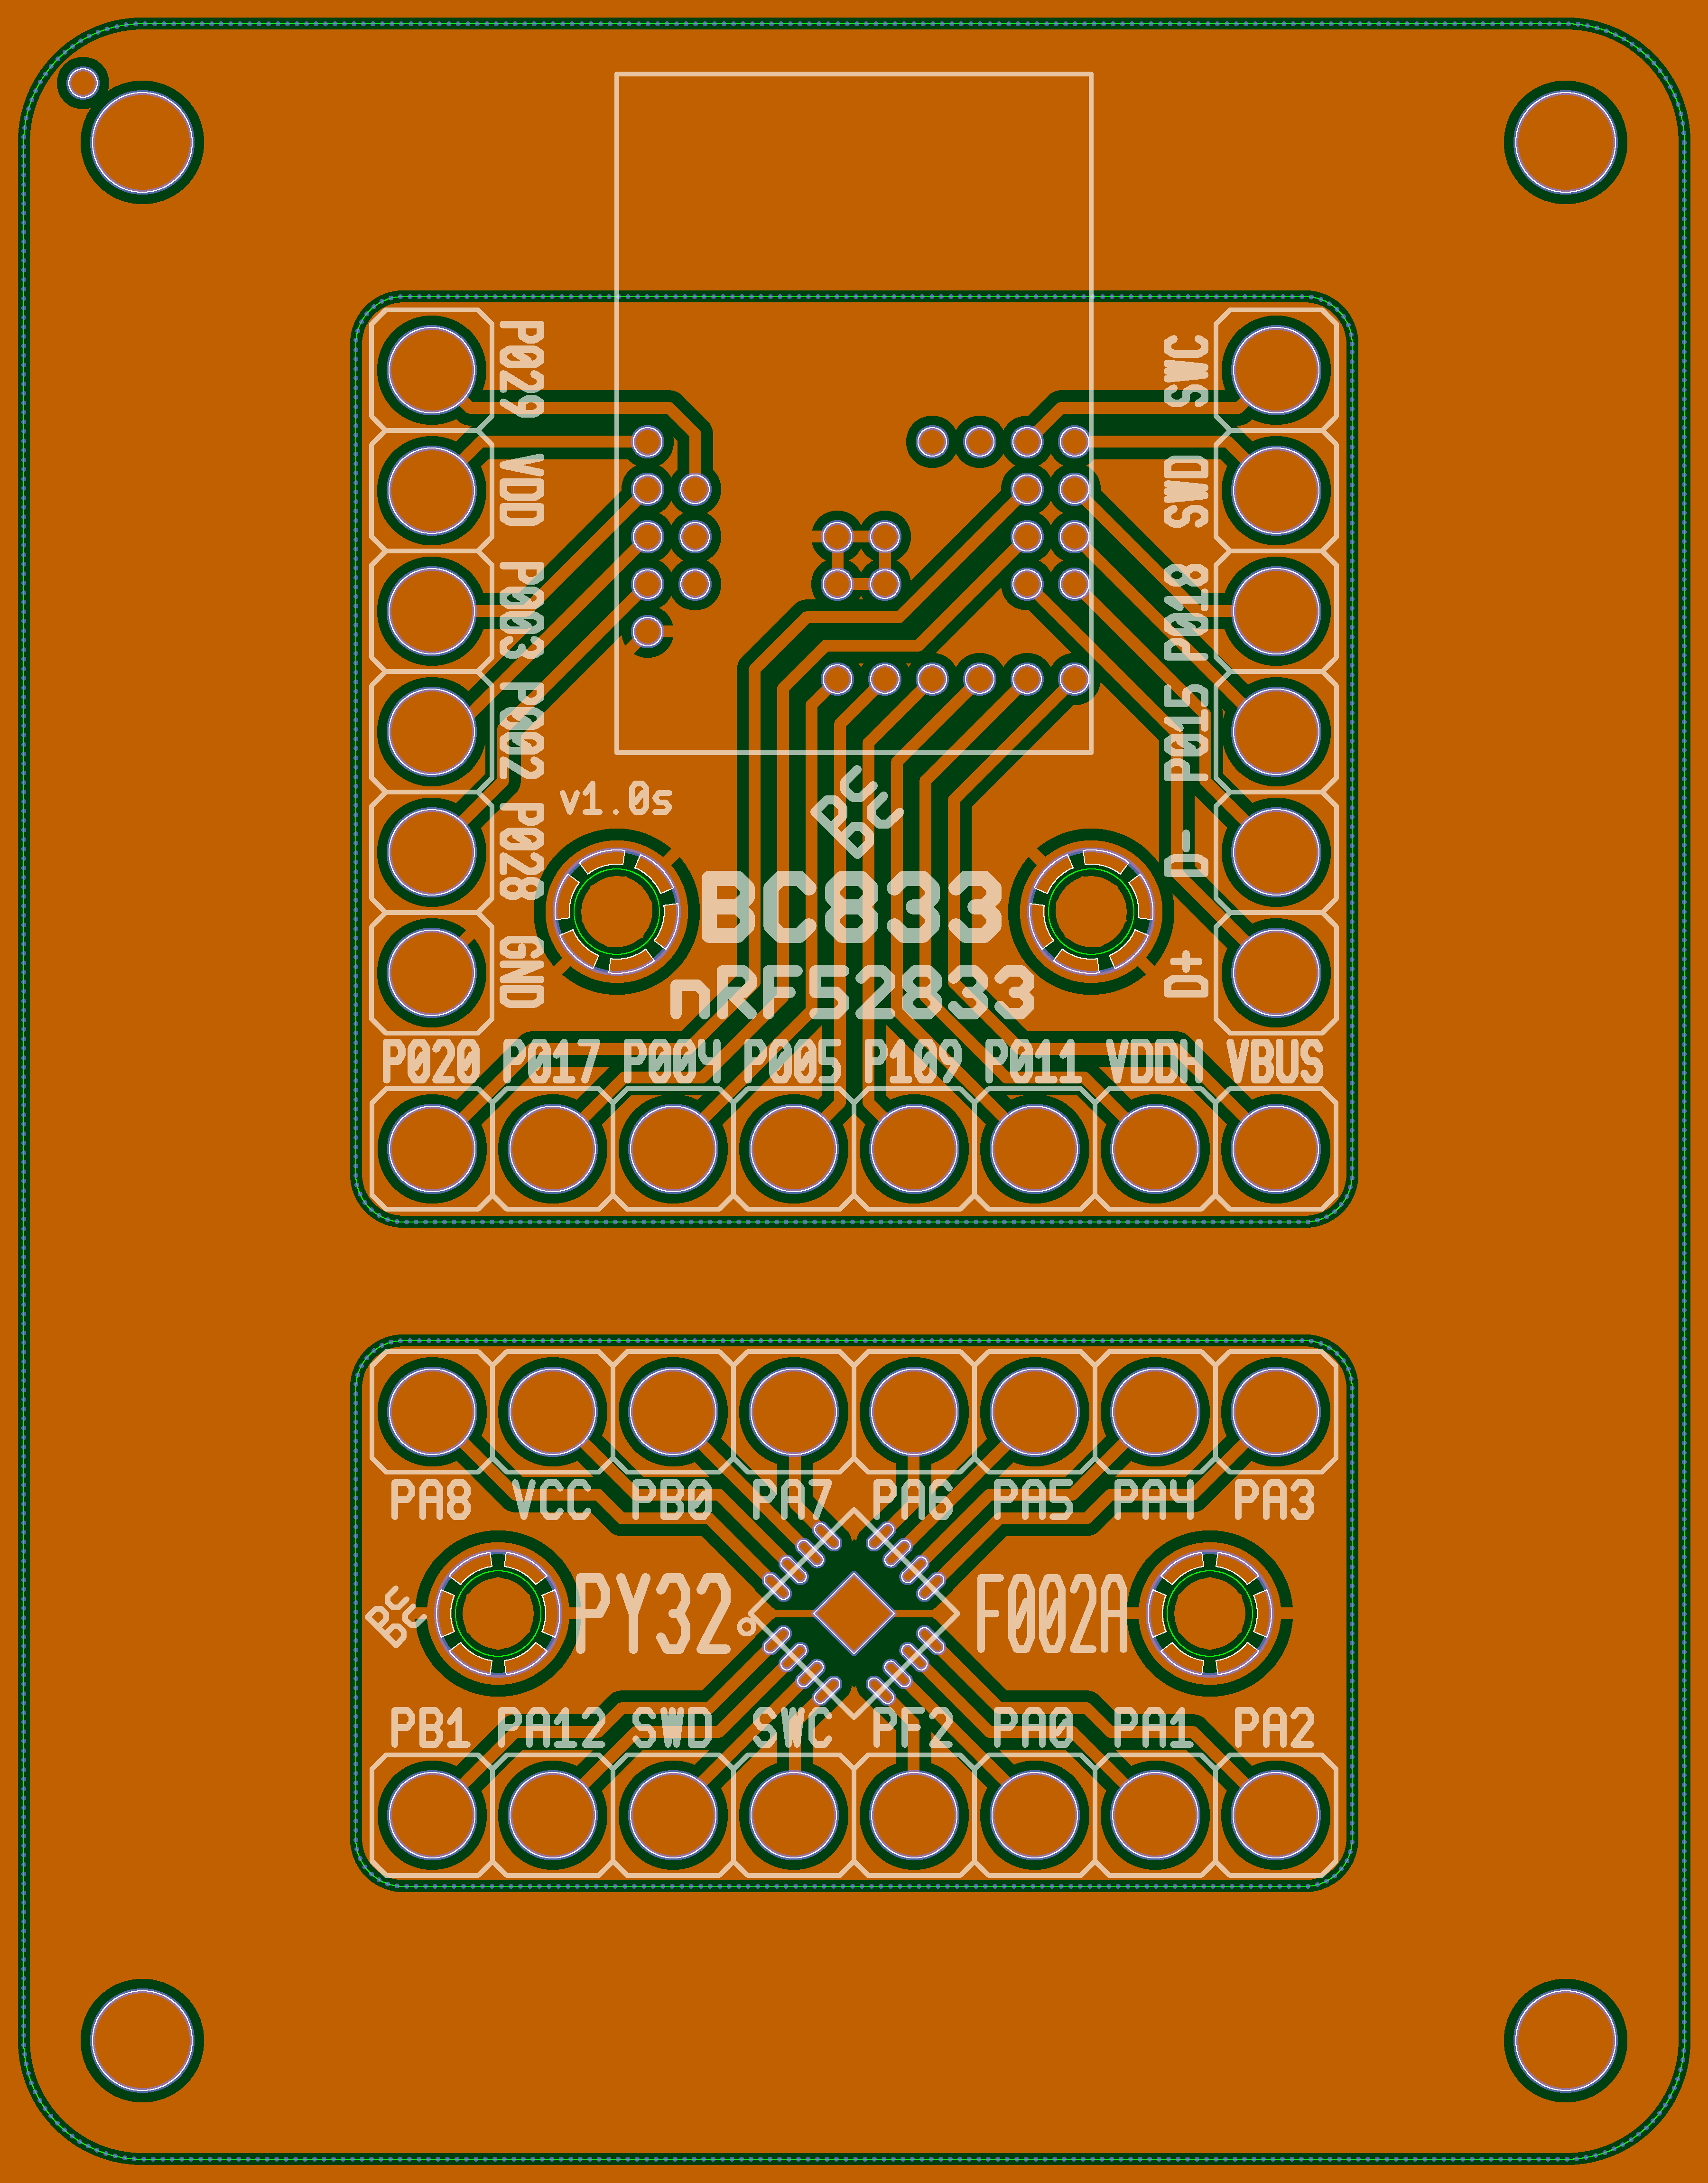 P029 SWC
VDD SWD
P003 P018
P002 P015
P028 D-
GND D+
v1.0s
BC
BC833
nRF52833
P020 P017 P004 P005 P109 P011 VDDH VBUS
PA8 VCC PB0 PA7 PA6 PA5 PA4 PA3
PY32 F002A
PB1 PA12 SWD SWC PF2 PA0 PA1 PA2